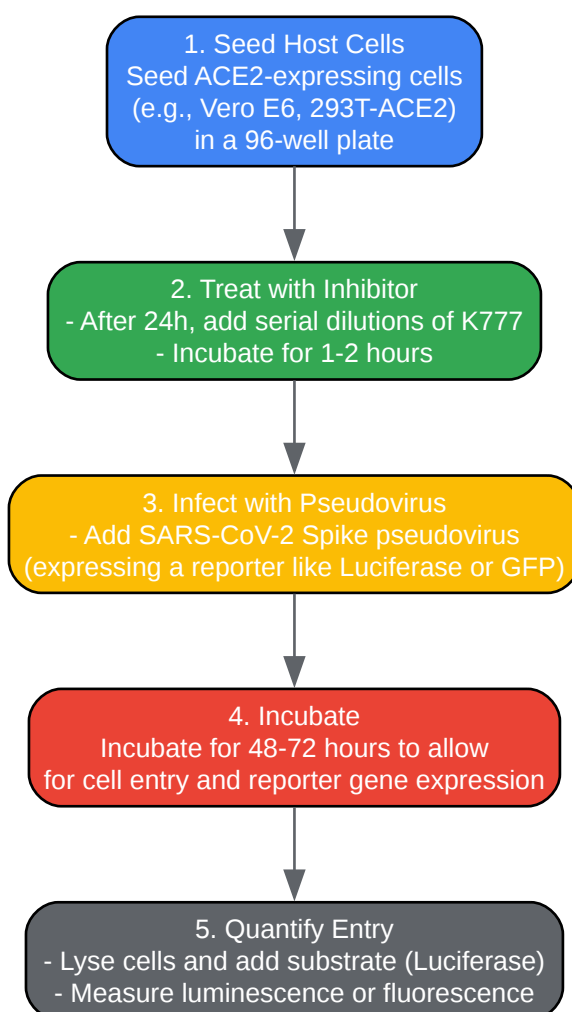 1. Seed Host Cells
Seed ACE2-expressing cells
(e.g., Vero E6, 293T-ACE2)
in a 96-well plate
2. Treat with Inhibitor
- After 24h, add serial dilutions of K777
- Incubate for 1-2 hours
3. Infect with Pseudovirus
- Add SARS-CoV-2 Spike pseudovirus
(expressing a reporter like Luciferase or GFP)
4. Incubate
Incubate for 48-72 hours to allow
for cell entry and reporter gene expression
5. Quantify Entry
- Lyse cells and add substrate (Luciferase)
- Measure luminescence or fluorescence